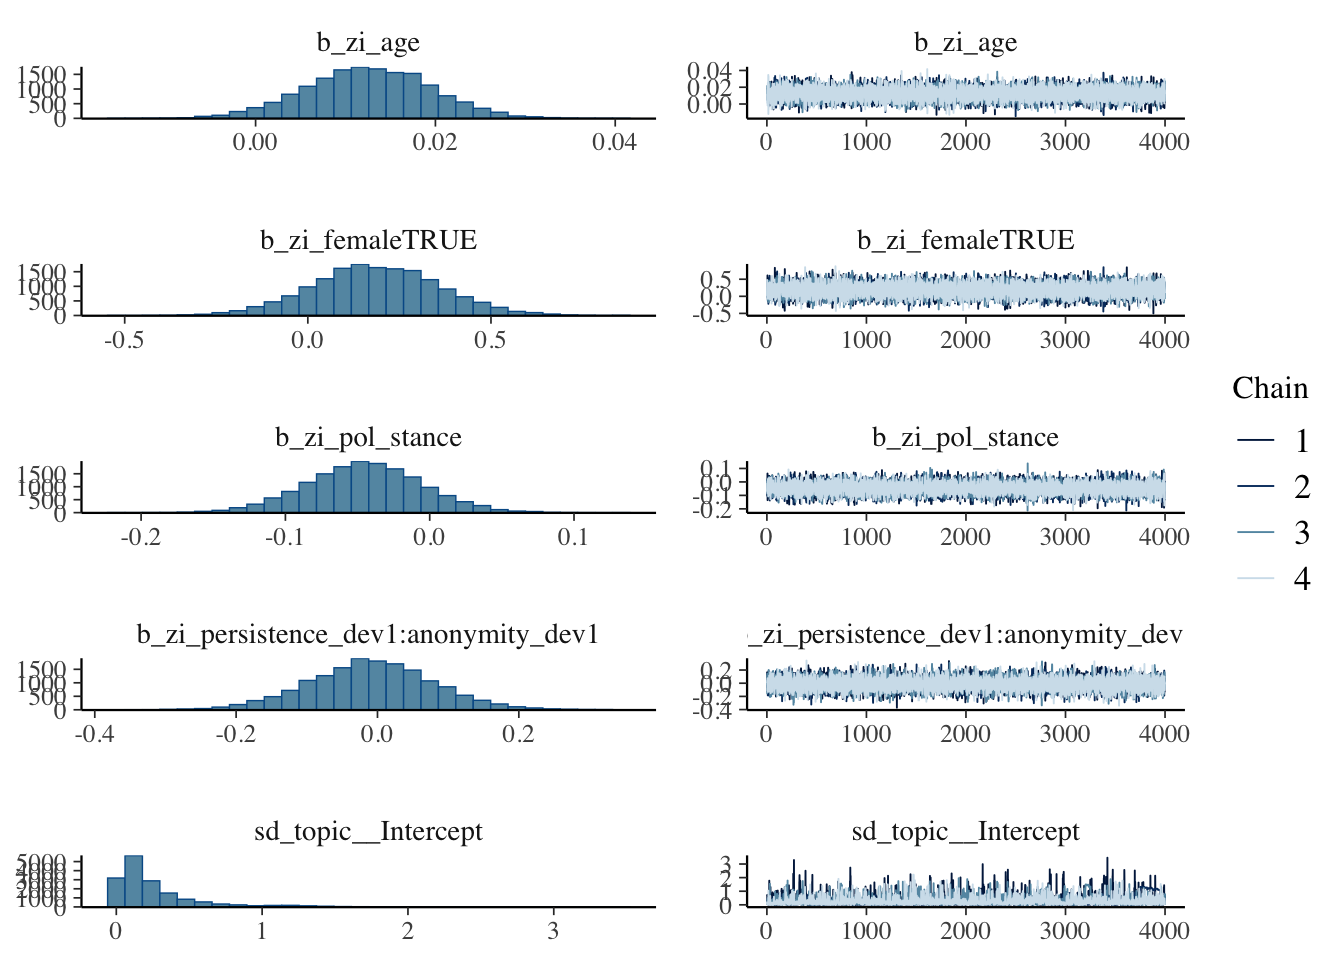 b_zi_age
1500
1000
500
0
0.00 0.02 0.04
b_zi_age
0.04
0.02
0.00
0 1000 2000 3000 4000
b_zi_femaleTRUE
1500
1000
500
0
-0.5 0.0 0.5
b_zi_femaleTRUE
0.5
0.0
-0.5
0 1000 2000 3000 4000
b_zi_pol_stance
1500
1000
500
0
-0.2 -0.1 0.0 0.1
b_zi_pol_stance
0.1
0.0
-0.1
-0.2
0 1000 2000 3000 4000
b_zi_persistence_dev1:anonymity_dev1
1500
1000
500
0
-0.4 -0.2 0.0 0.2
_zi_persistence_dev1:anonymity_dev
0.2
0.0
-0.2
-0.4
0 1000 2000 3000 4000
sd_topic__Intercept
5000
4000
3000
2000
1000
0
0 1 2 3
sd_topic__Intercept
3
2
1
0
0 1000 2000 3000 4000
Chain
1
2
3
4